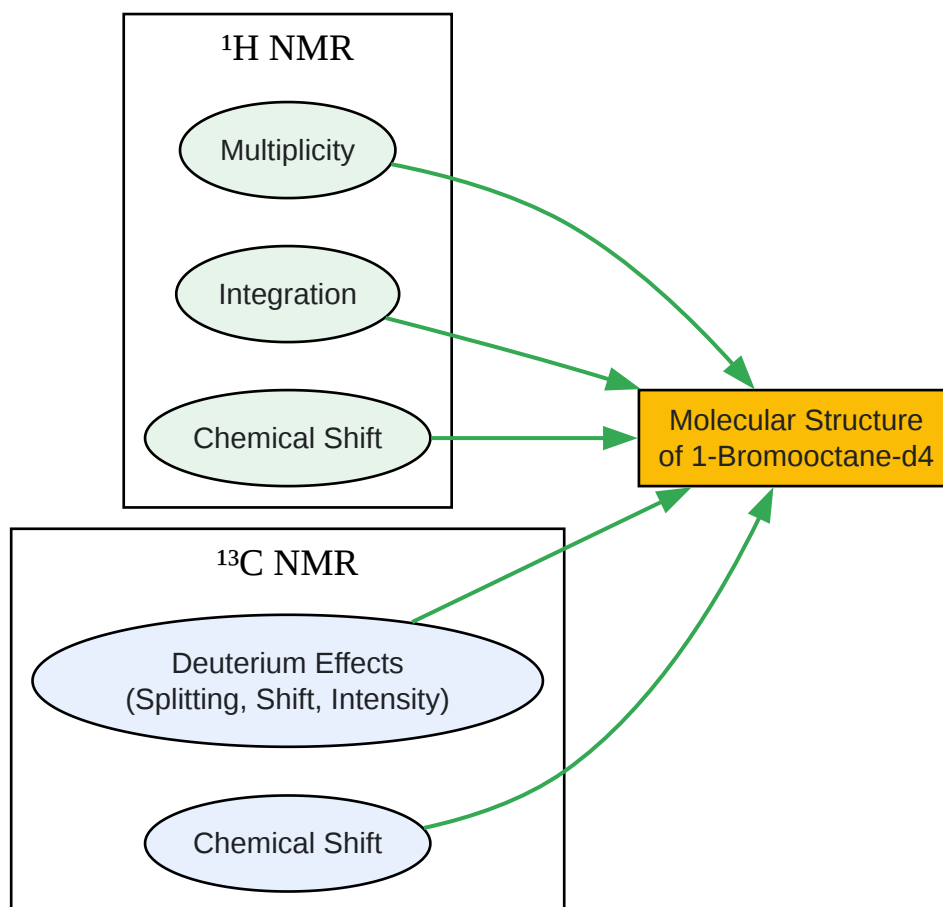 ¹H NMR
Multiplicity
Integration
Chemical Shift
Molecular Structure
of 1-Bromooctane-d4
¹³C NMR
Deuterium Effects
(Splitting, Shift, Intensity)
Chemical Shift